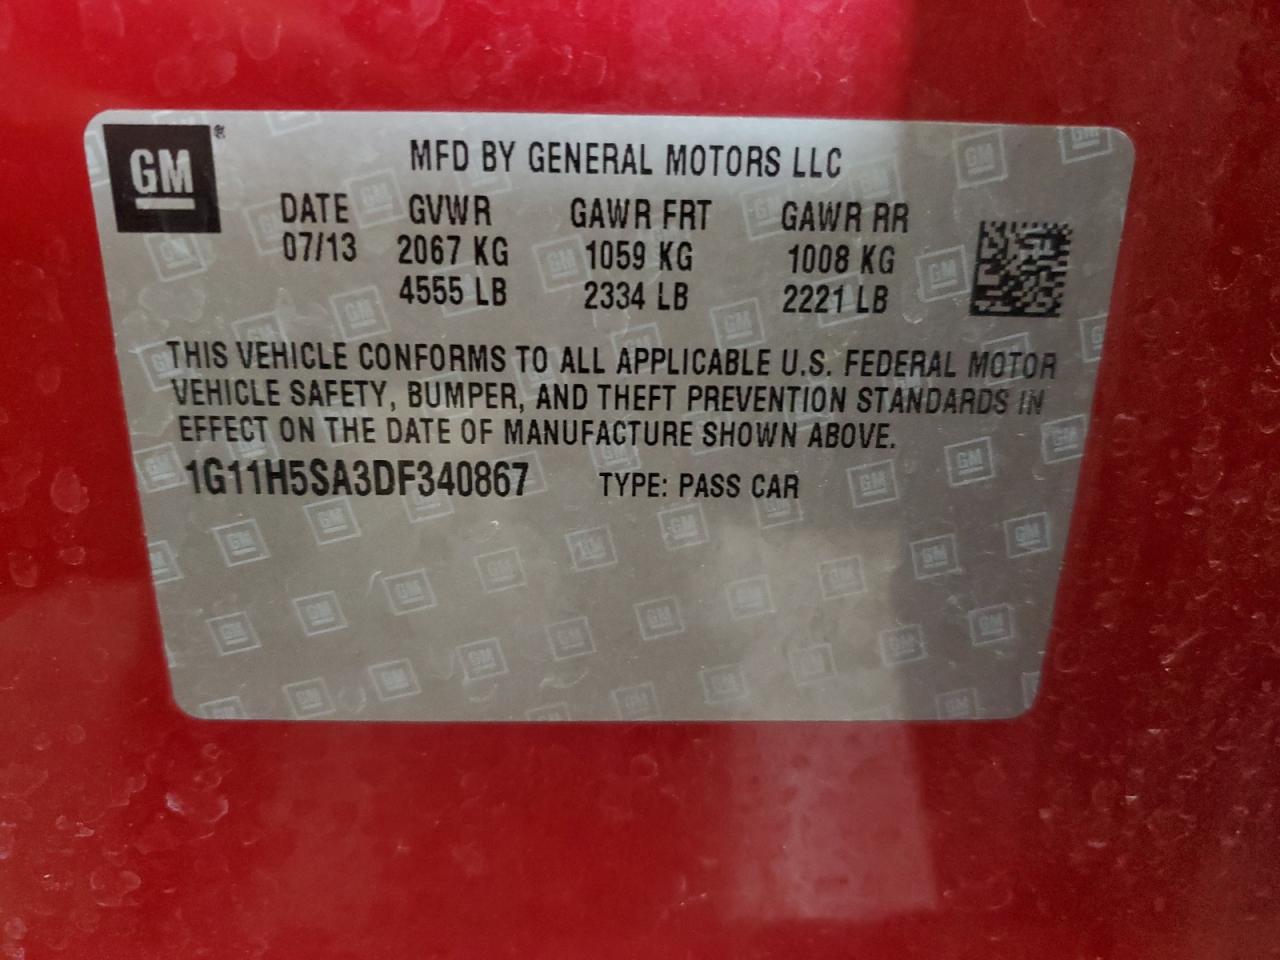 GM®
MFD BY GENERAL MOTORS LLC
DATE GVWR GAWR FRT GAWR RR
07/13 2067 KG 1059 KG 1008 KG
4555 LB 2334 LB 2221 LB
THIS VEHICLE CONFORMS TO ALL APPLICABLE U.S. FEDERAL MOTOR
VEHICLE SAFETY, BUMPER, AND THEFT PREVENTION STANDARDS IN
EFFECT ON THE DATE OF MANUFACTURE SHOWN ABOVE.
1G11H5SA3DF340867 TYPE: PASS CAR